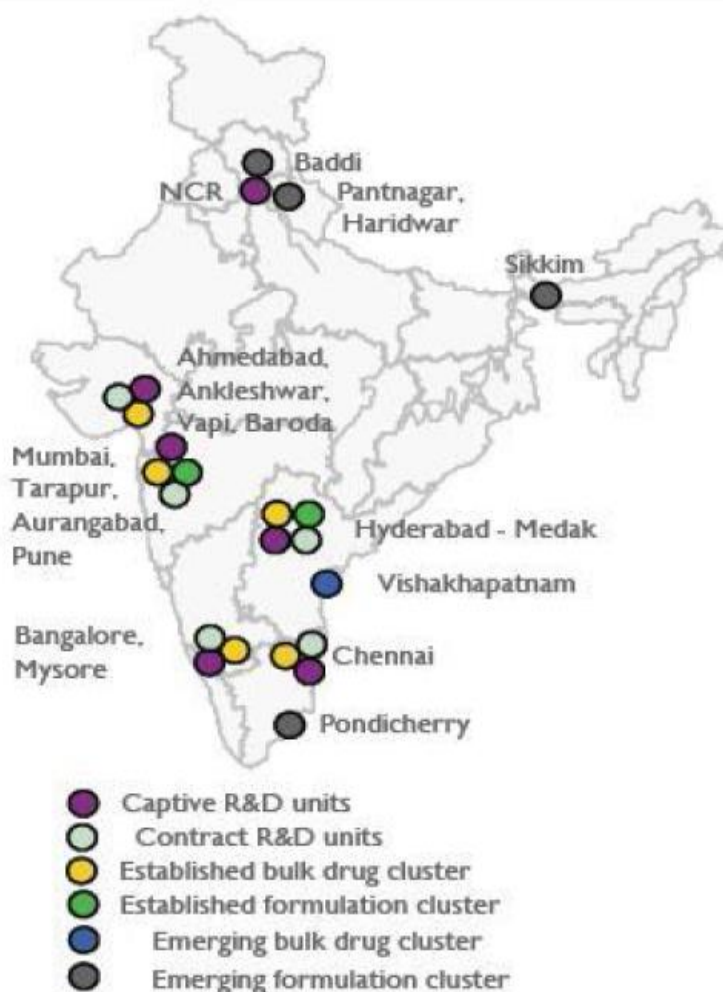 Baddi
NCR
Pantnagar,
Haridwar
Sikkim
Ahmedabad,
Ankleshwar,
Vapi, Baroda
Mumbai,
Tarapur,
Aurangabad,
Pune
Hyderabad - Medak
Vishakhapatnam
Bangalore,
Mysore
Chennai
Pondicherry
Captive R&D units
Contract R&D units
Established bulk drug cluster
Established formulation cluster
Emerging bulk drug cluster
Emerging formulation cluster